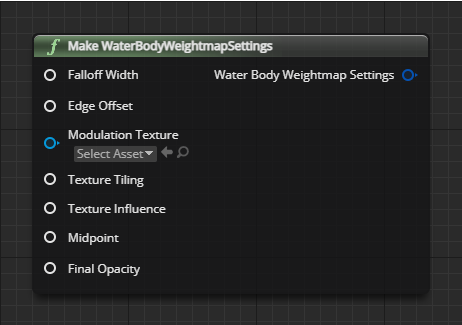 f Make WaterBodyWeightmapSettings
Falloff Width Water Body Weightmap Settings
Edge Offset
Modulation Texture
Select Asset
Texture Tiling
Texture Influence
Midpoint
Final Opacity